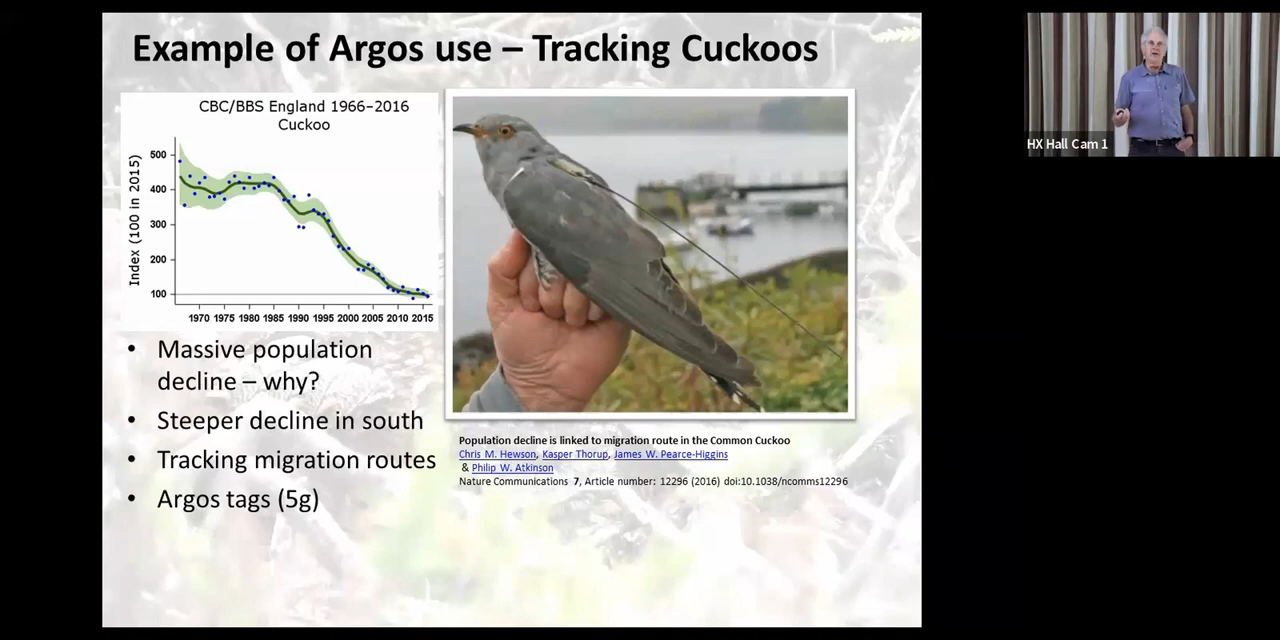 Example of Argos use – Tracking Cuckoos
CBC/BBS England 1966–2016
Cuckoo
Index (100 in 2015)
500
400
300
200
100
1970 1975 1980 1985 1990 1995 2000 2005 2010 2015
• Massive population
decline – why?
• Steeper decline in south
• Tracking migration routes
• Argos tags (5g)
Population decline is linked to migration route in the Common Cuckoo
Chris M. Hewson, Kasper Thorup, James W. Pearce-Higgins
& Philip W. Atkinson
Nature Communications 7, Article number: 12296 (2016) doi:10.1038/ncomms12296
HX Hall Cam 1